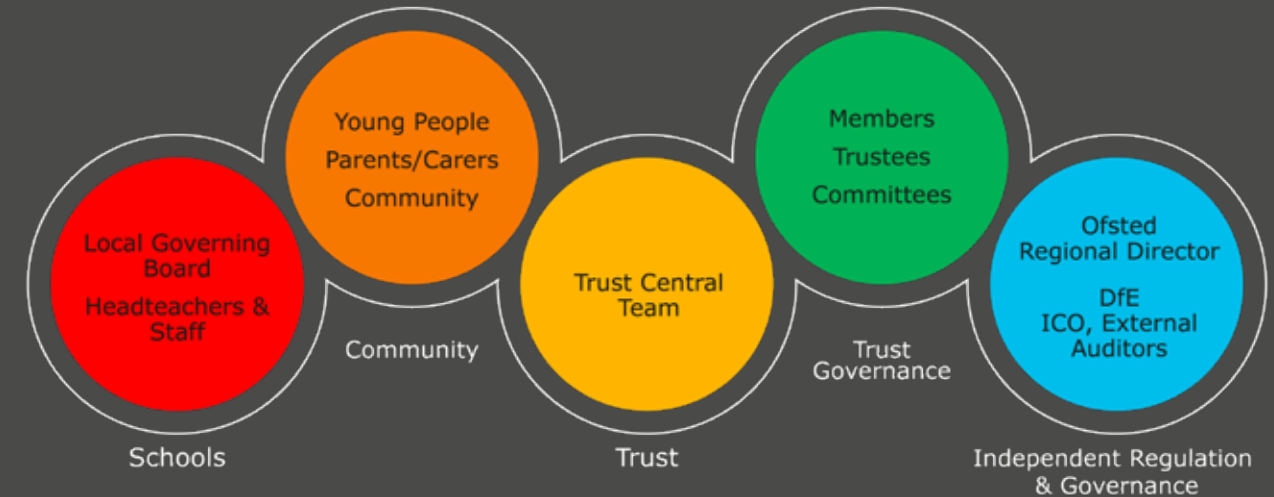 Local Governing
Board
Headteachers &
Staff
Schools
Young People
Parents/Carers
Community
Community
Trust Central
Team
Trust
Members
Trustees
Committees
Trust
Governance
Ofsted
Regional Director
DfE
ICO, External
Auditors
Independent Regulation
& Governance